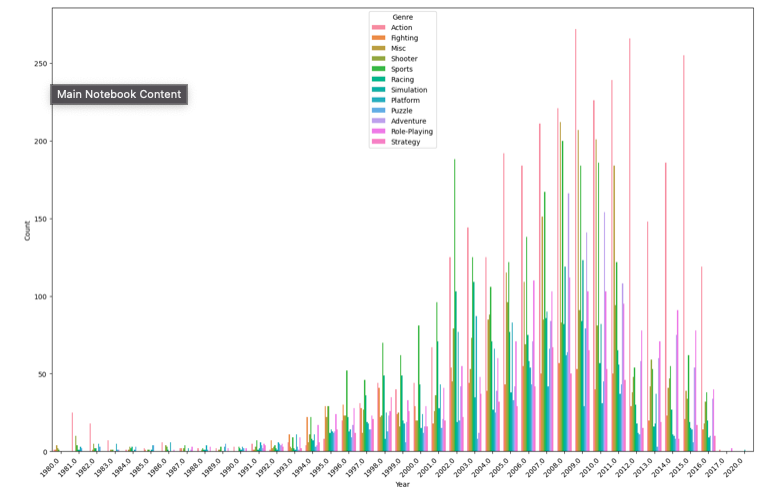 Genre
Action
Fighting
Misc
Shooter
Sports
Racing
Simulation
Platform
Puzzle
Adventure
Role-Playing
Strategy
Main Notebook Content
250
200
150
100
50
0
Count
1980.0
1981.0
1982.0
1983.0
1984.0
1985.0
1986.0
1987.0
1988.0
1989.0
1990.0
1991.0
1992.0
1993.0
1994.0
1995.0
1996.0
1997.0
1998.0
1999.0
2000.0
2001.0
2002.0
2003.0
2004.0
2005.0
2006.0
2007.0
2008.0
2009.0
2010.0
2011.0
2012.0
2013.0
2014.0
2015.0
2016.0
2017.0
2020.0
Year